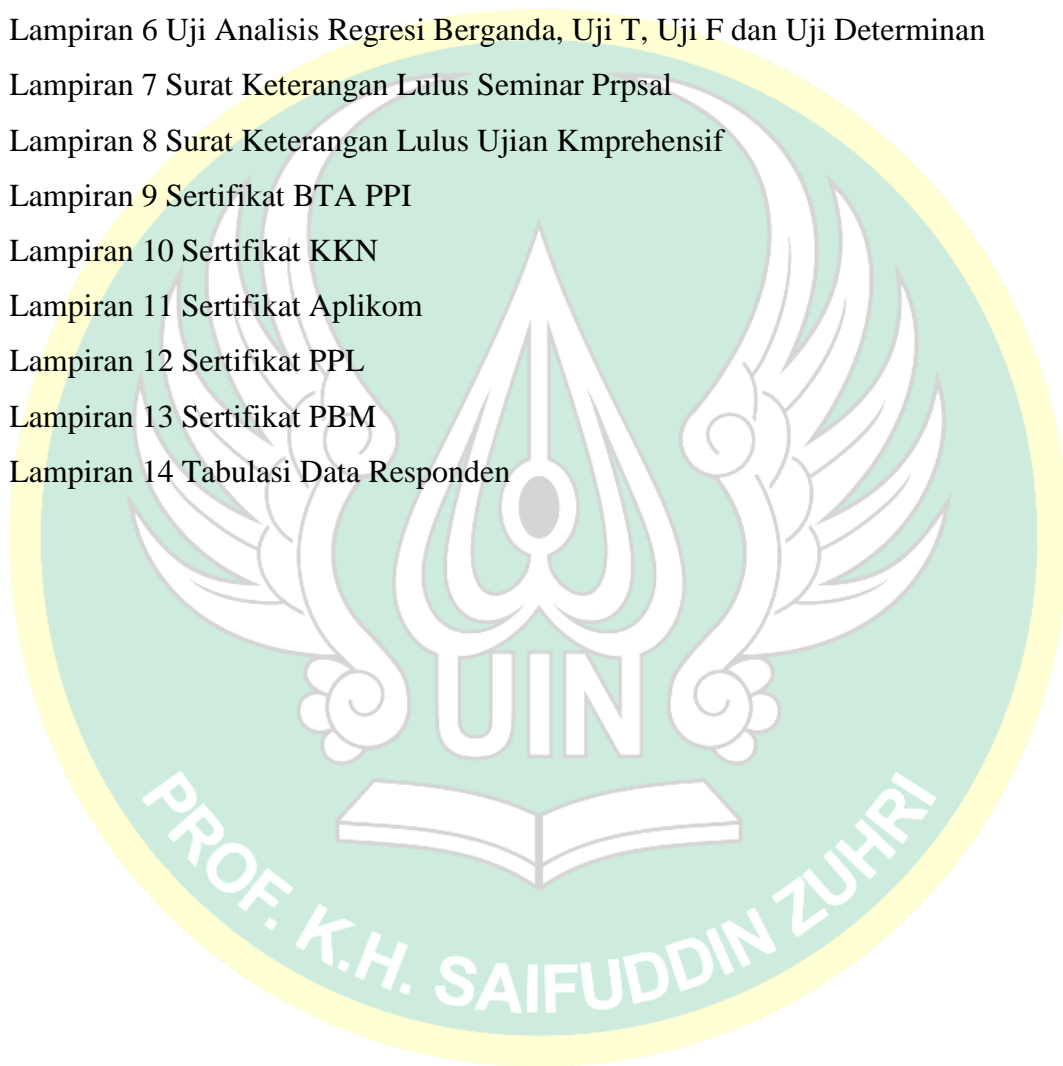 Lampiran 6 Uji Analisis Regresi Berganda, Uji T, Uji F dan Uji Determinan
Lampiran 7 Surat Keterangan Lulus Seminar Prpsal
Lampiran 8 Surat Keterangan Lulus Ujian Kmprehensif
Lampiran 9 Sertifikat BTA PPI
Lampiran 10 Sertifikat KKN
Lampiran 11 Sertifikat Aplikom
Lampiran 12 Sertifikat PPL
Lampiran 13 Sertifikat PBM
Lampiran 14 Tabulasi Data Responden
UIN
PROF. K.H. SAIFUDDIN ZUHRI